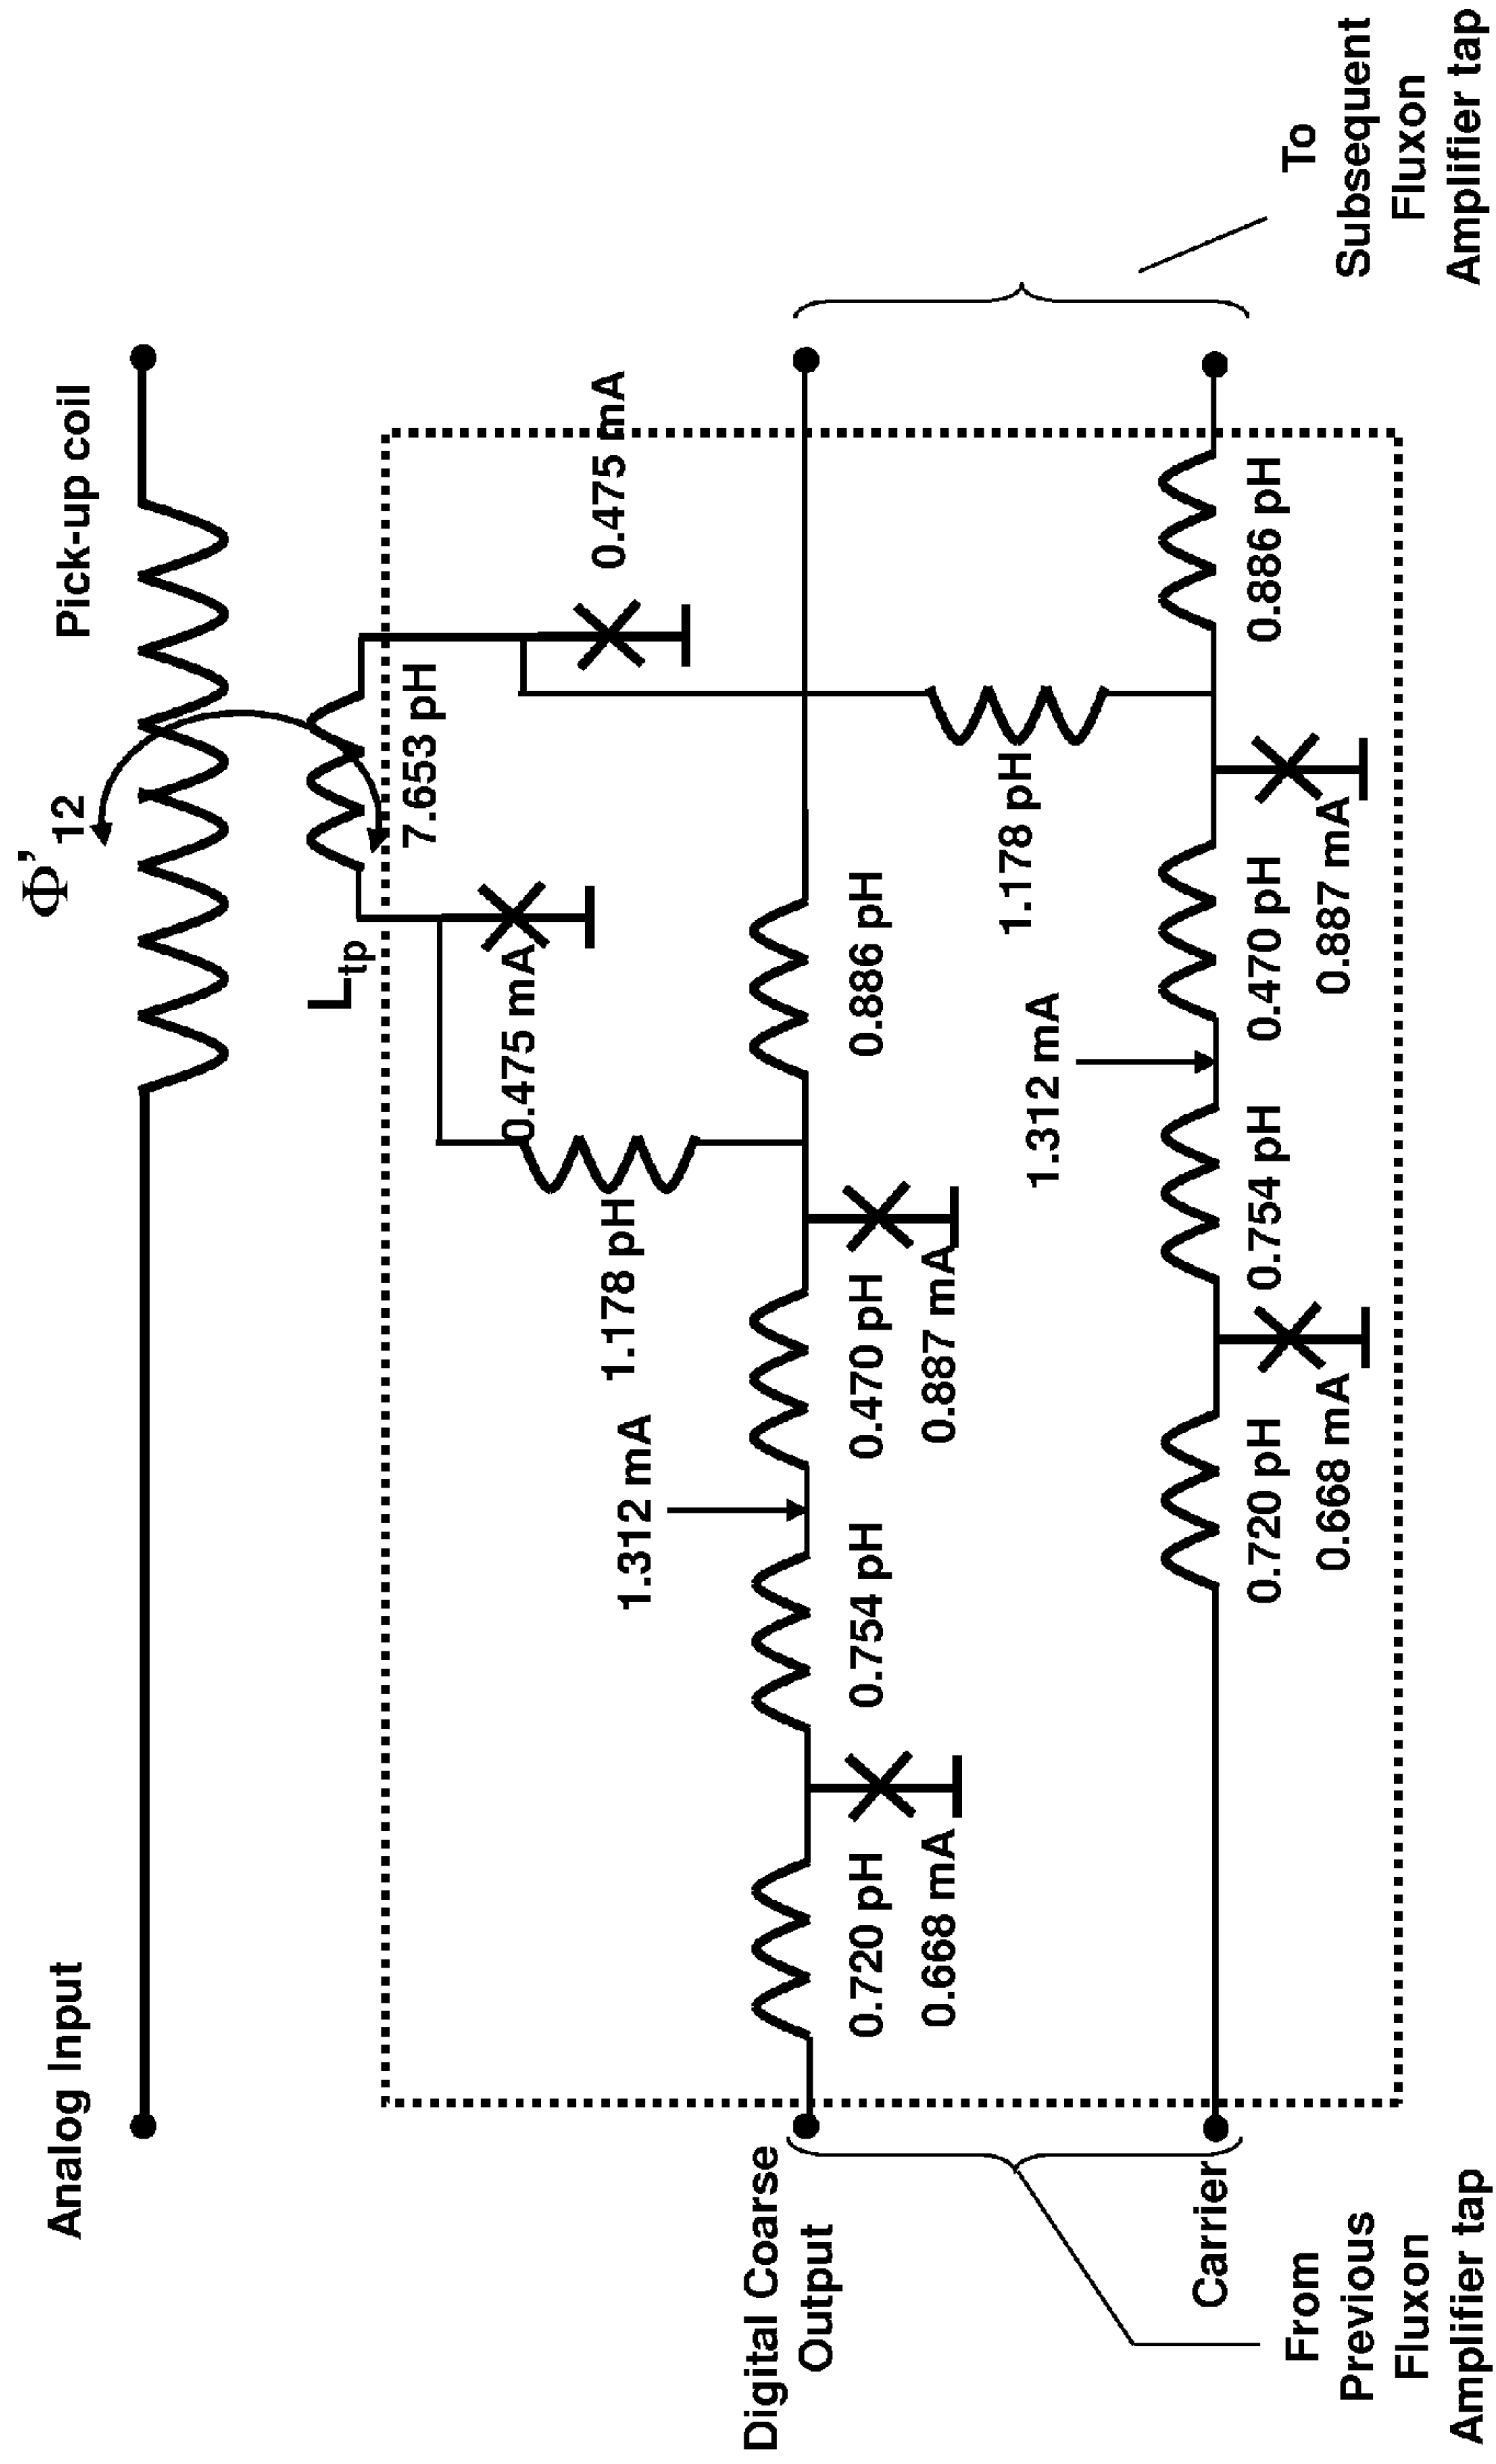 Analog Input
Pick-up coil
Φ'12
Ltp
7.653 pH
0.475 mA
0.475 mA
1.178 pH
1.312 mA
Digital Coarse
Output
0.720 pH
0.668 mA
0.754 pH
0.470 pH
0.887 mA
0.886 pH
1.178 pH
1.312 mA
Carrier
0.720 pH
0.668 mA
0.754 pH
0.470 pH
0.887 mA
0.886 pH
From
Previous
Fluxon
Amplifier tap
To
Subsequent
Fluxon
Amplifier tap